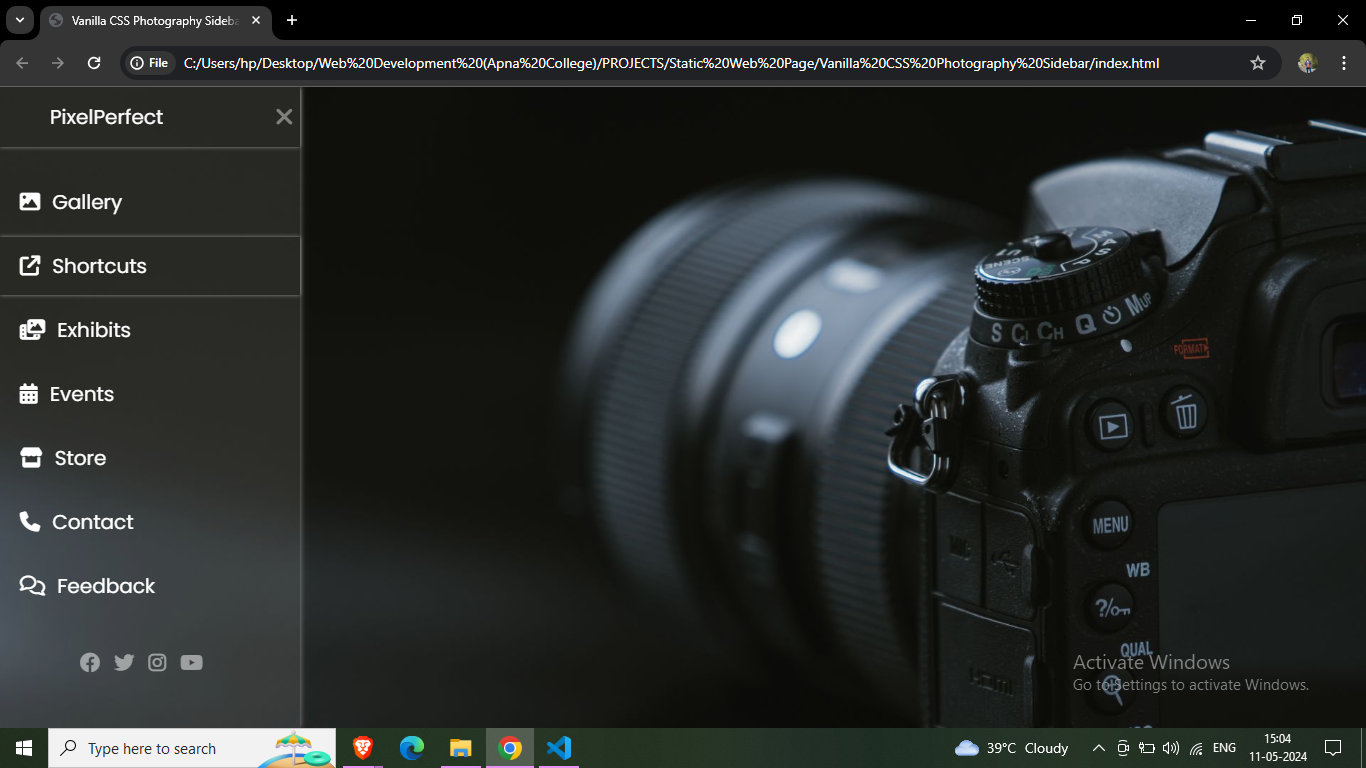 Vanilla CSS Photography Sideba
File
C:/Users/hp/Desktop/Web%20Development%20(Apna%20College)/PROJECTS/Static%20Web%20Page/Vanilla%20CSS%20Photography%20Sidebar/index.html
PixelPerfect
Gallery
Shortcuts
Exhibits
Events
Store
Contact
Feedback
M A S P
U1
SCENE
S CL CH Q MUP
FORMAT
MENU
WB
?
QUAL
HDMI
Activate Windows
Go to Settings to activate Windows.
Type here to search
39°C Cloudy
ENG
15:04
11-05-2024